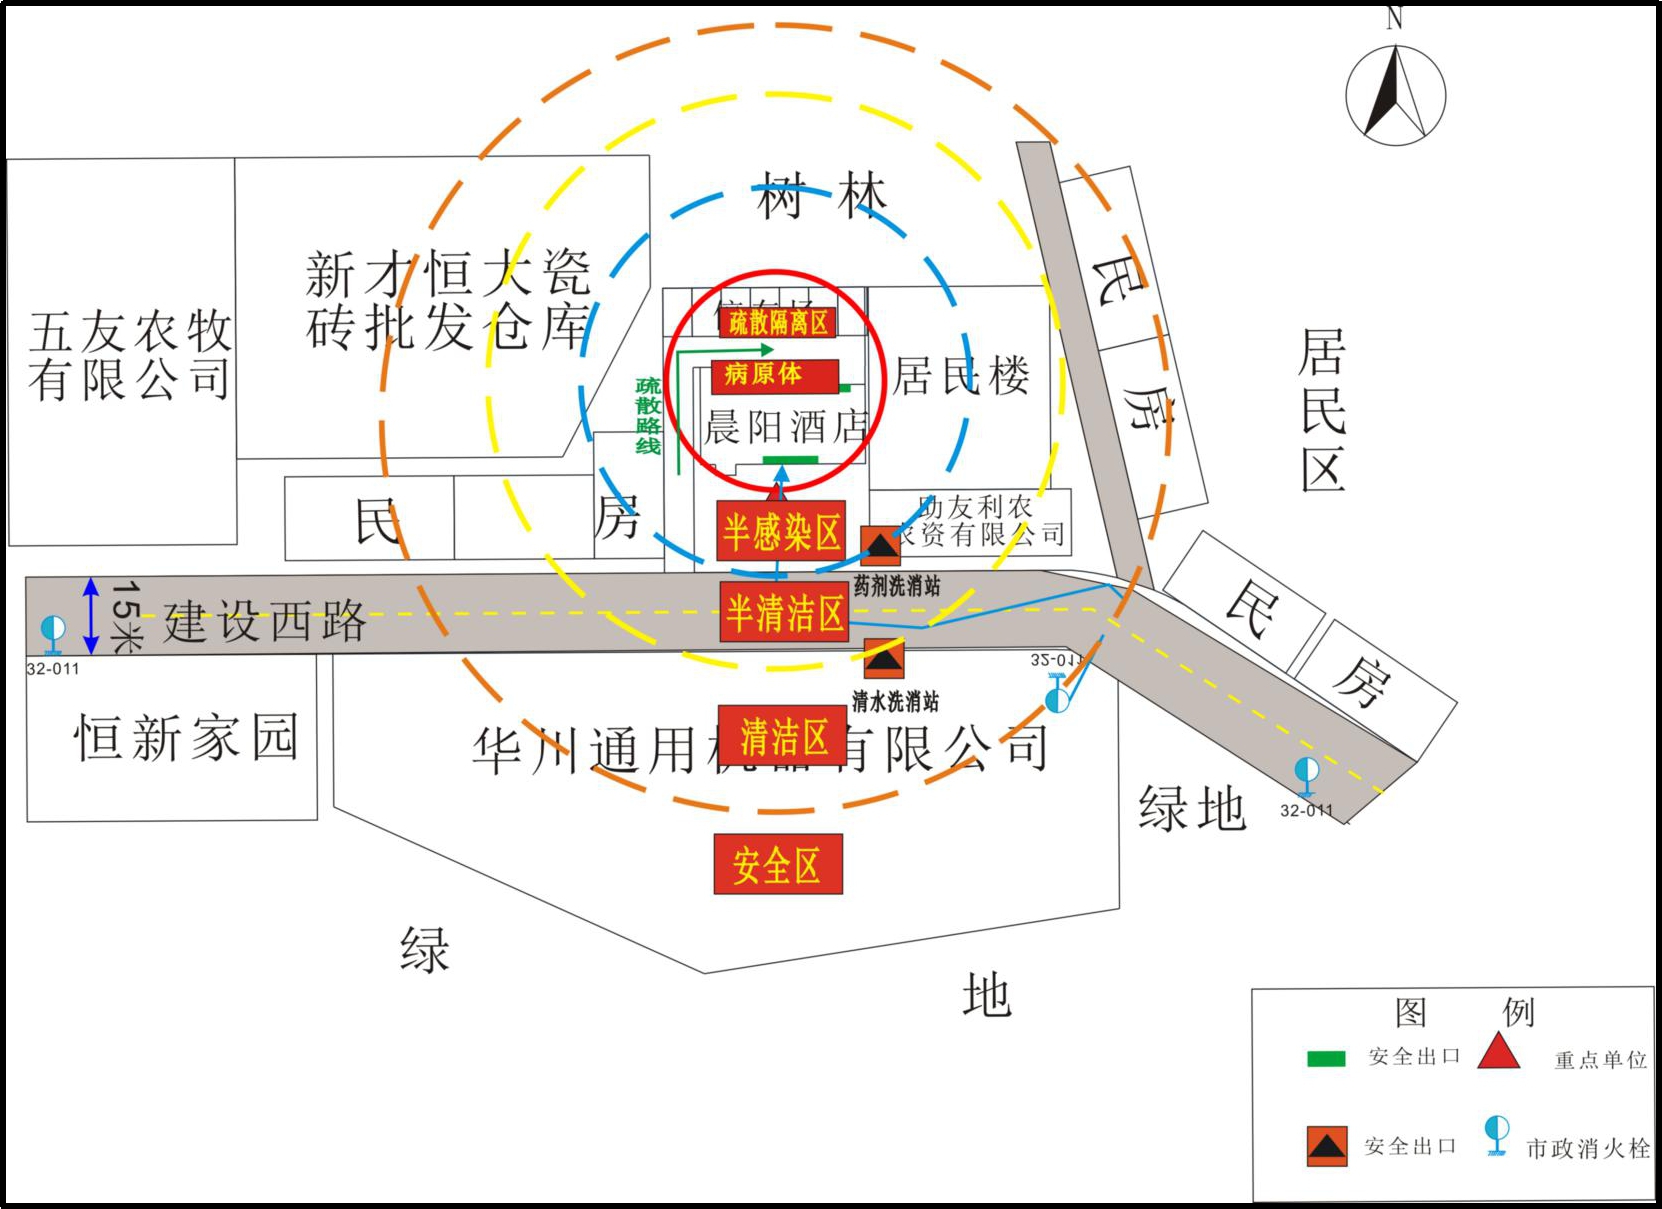 N
树 林
民
房
新才恒大瓷
砖批发仓库
五友农牧
有限公司
停车场
疏散隔离区
病原体
疏散路线
晨阳酒店
居民楼
居民区
民
房
半感染区
助友利农
农资有限公司
药剂洗消站
15米
建设西路
半清洁区
民
房
32-011
32-011
清水洗消站
恒新家园
华川通用机器有限公司
清洁区
32-011
绿地
安全区
绿
地
图 例
安全出口
重点单位
安全出口
市政消火栓